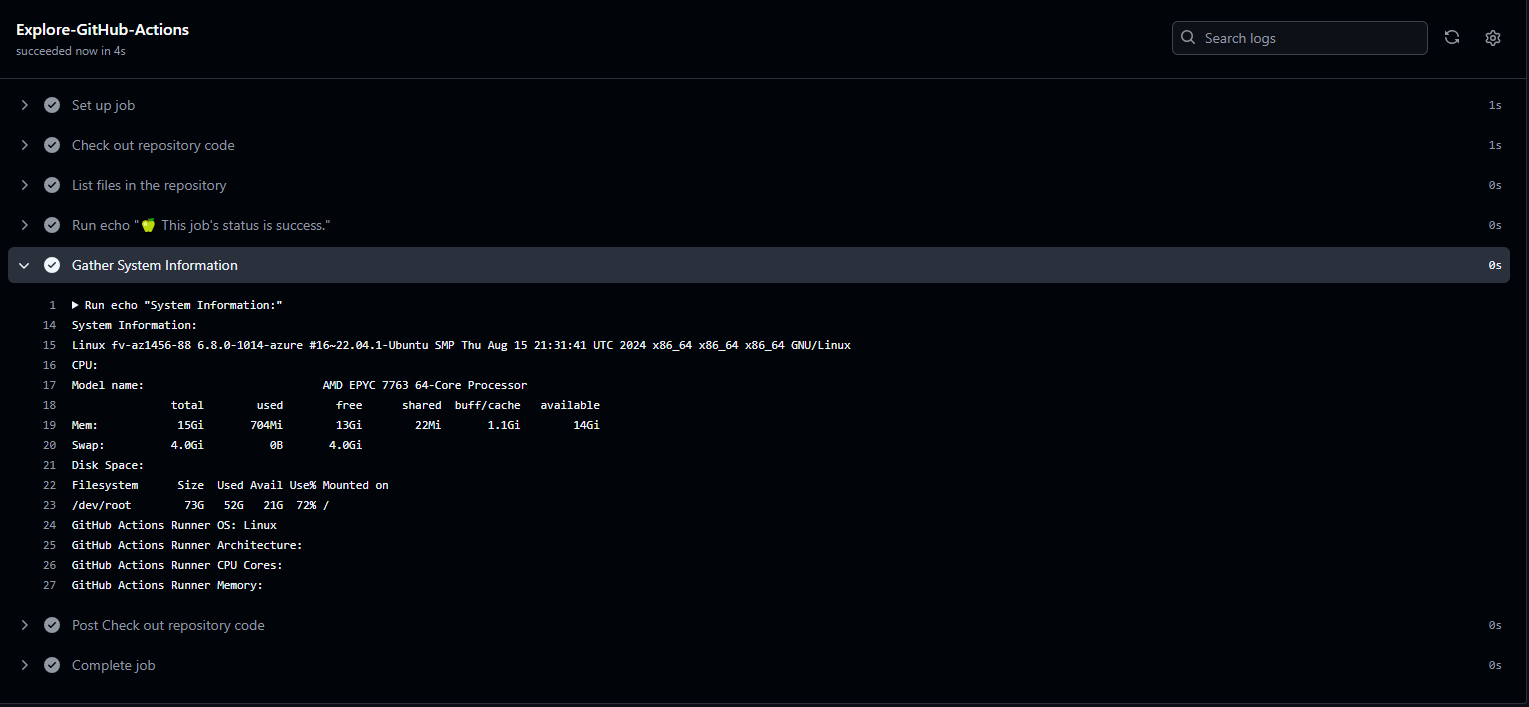 Explore-GitHub-Actions
succeeded now in 4s
Search logs
Set up job 1s
Check out repository code 1s
List files in the repository 0s
Run echo "🍏 This job's status is success." 0s
Gather System Information 0s
1 ▶ Run echo "System Information:"
14 System Information:
15 Linux fv-az1456-88 6.8.0-1014-azure #16~22.04.1-Ubuntu SMP Thu Aug 15 21:31:41 UTC 2024 x86_64 x86_64 x86_64 GNU/Linux
16 CPU:
17 Model name:                           AMD EPYC 7763 64-Core Processor
18                total        used        free      shared  buff/cache   available
19 Mem:            15Gi       704Mi        13Gi        22Mi       1.1Gi        14Gi
20 Swap:          4.0Gi          0B       4.0Gi
21 Disk Space:
22 Filesystem      Size  Used Avail Use% Mounted on
23 /dev/root        73G   52G   21G  72% /
24 GitHub Actions Runner OS: Linux
25 GitHub Actions Runner Architecture:
26 GitHub Actions Runner CPU Cores:
27 GitHub Actions Runner Memory:
Post Check out repository code 0s
Complete job 0s